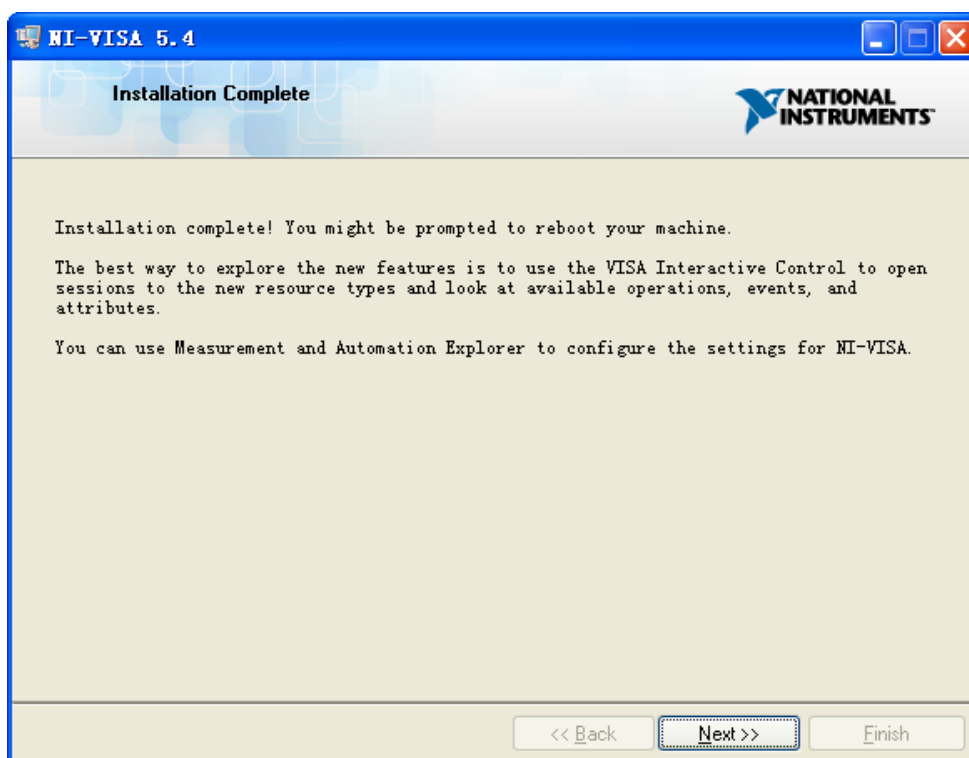 NI-VISA 5.4
Installation Complete
NATIONAL
INSTRUMENTS™
Installation complete! You might be prompted to reboot your machine.
The best way to explore the new features is to use the VISA Interactive Control to open
sessions to the new resource types and look at available operations, events, and
attributes.
You can use Measurement and Automation Explorer to configure the settings for NI-VISA.
<< Back
Next >>
Finish